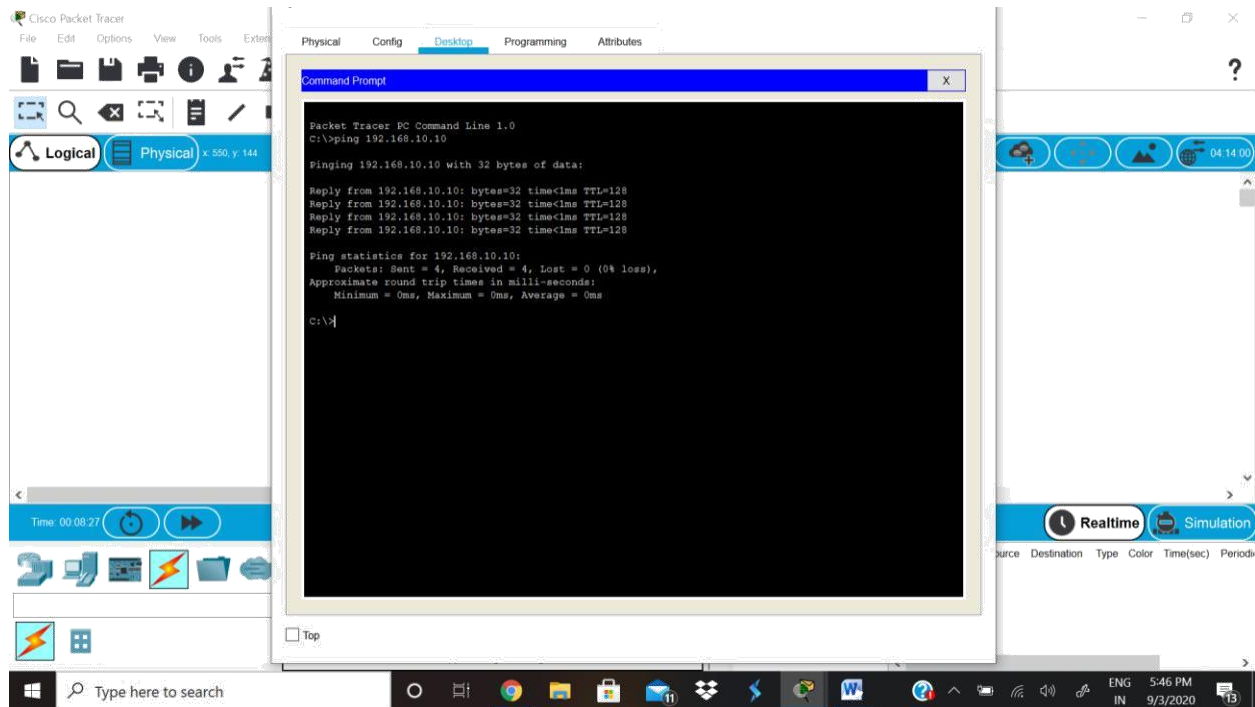 Cisco Packet Tracer
File Edit Options View Tools Exten
?
Logical
Physical
x: 550, y: 144
04:14:00
Physical Config Desktop Programming Attributes
Command Prompt
X
Packet Tracer PC Command Line 1.0
C:\>ping 192.168.10.10
Pinging 192.168.10.10 with 32 bytes of data:
Reply from 192.168.10.10: bytes=32 time<1ms TTL=128
Reply from 192.168.10.10: bytes=32 time<1ms TTL=128
Reply from 192.168.10.10: bytes=32 time<1ms TTL=128
Reply from 192.168.10.10: bytes=32 time<1ms TTL=128
Ping statistics for 192.168.10.10:
Packets: Sent = 4, Received = 4, Lost = 0 (0% loss),
Approximate round trip times in milli-seconds:
Minimum = 0ms, Maximum = 0ms, Average = 0ms
C:\>
Top
Time: 00:08:27
Realtime
Simulation
ource Destination Type Color Time(sec) Periodi
Type here to search
11
ENG
IN
5:46 PM
9/3/2020
13